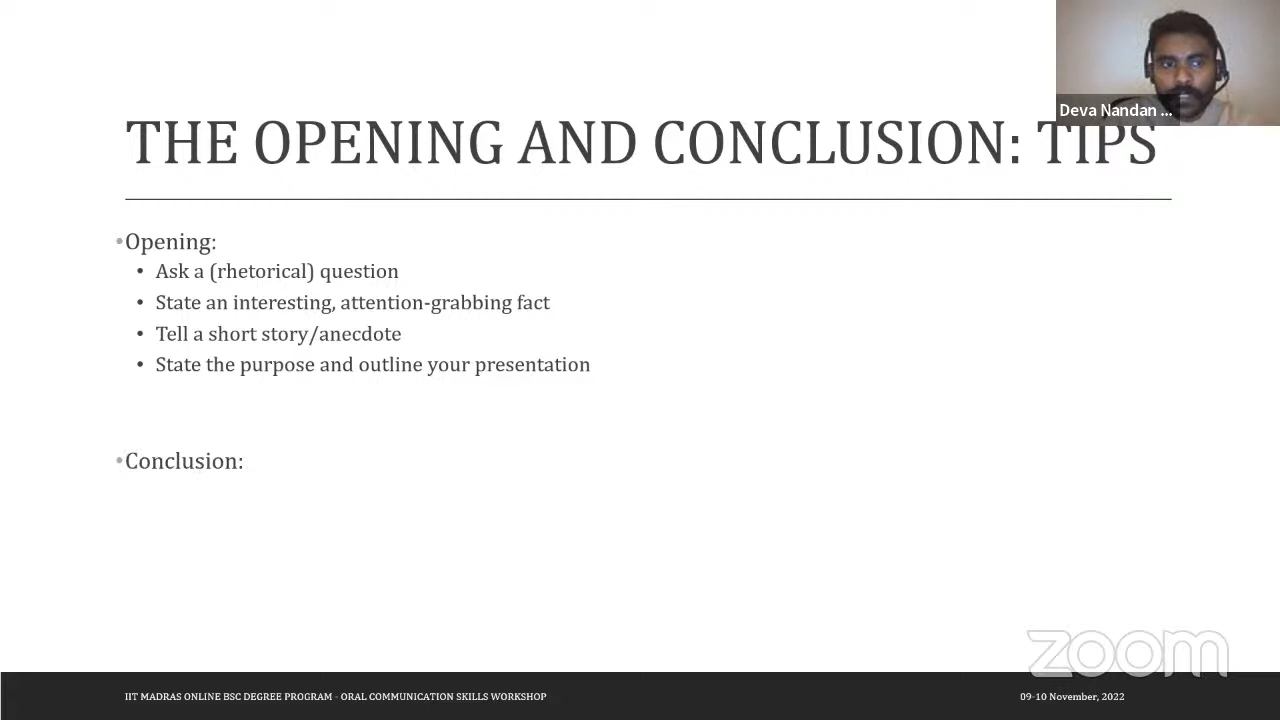 Deva Nandan ...
THE OPENING AND CONCLUSION: TIPS
•Opening:
• Ask a (rhetorical) question
• State an interesting, attention-grabbing fact
• Tell a short story/anecdote
• State the purpose and outline your presentation
•Conclusion:
zoom
IIT MADRAS ONLINE BSC DEGREE PROGRAM - ORAL COMMUNICATION SKILLS WORKSHOP
09-10 November, 2022